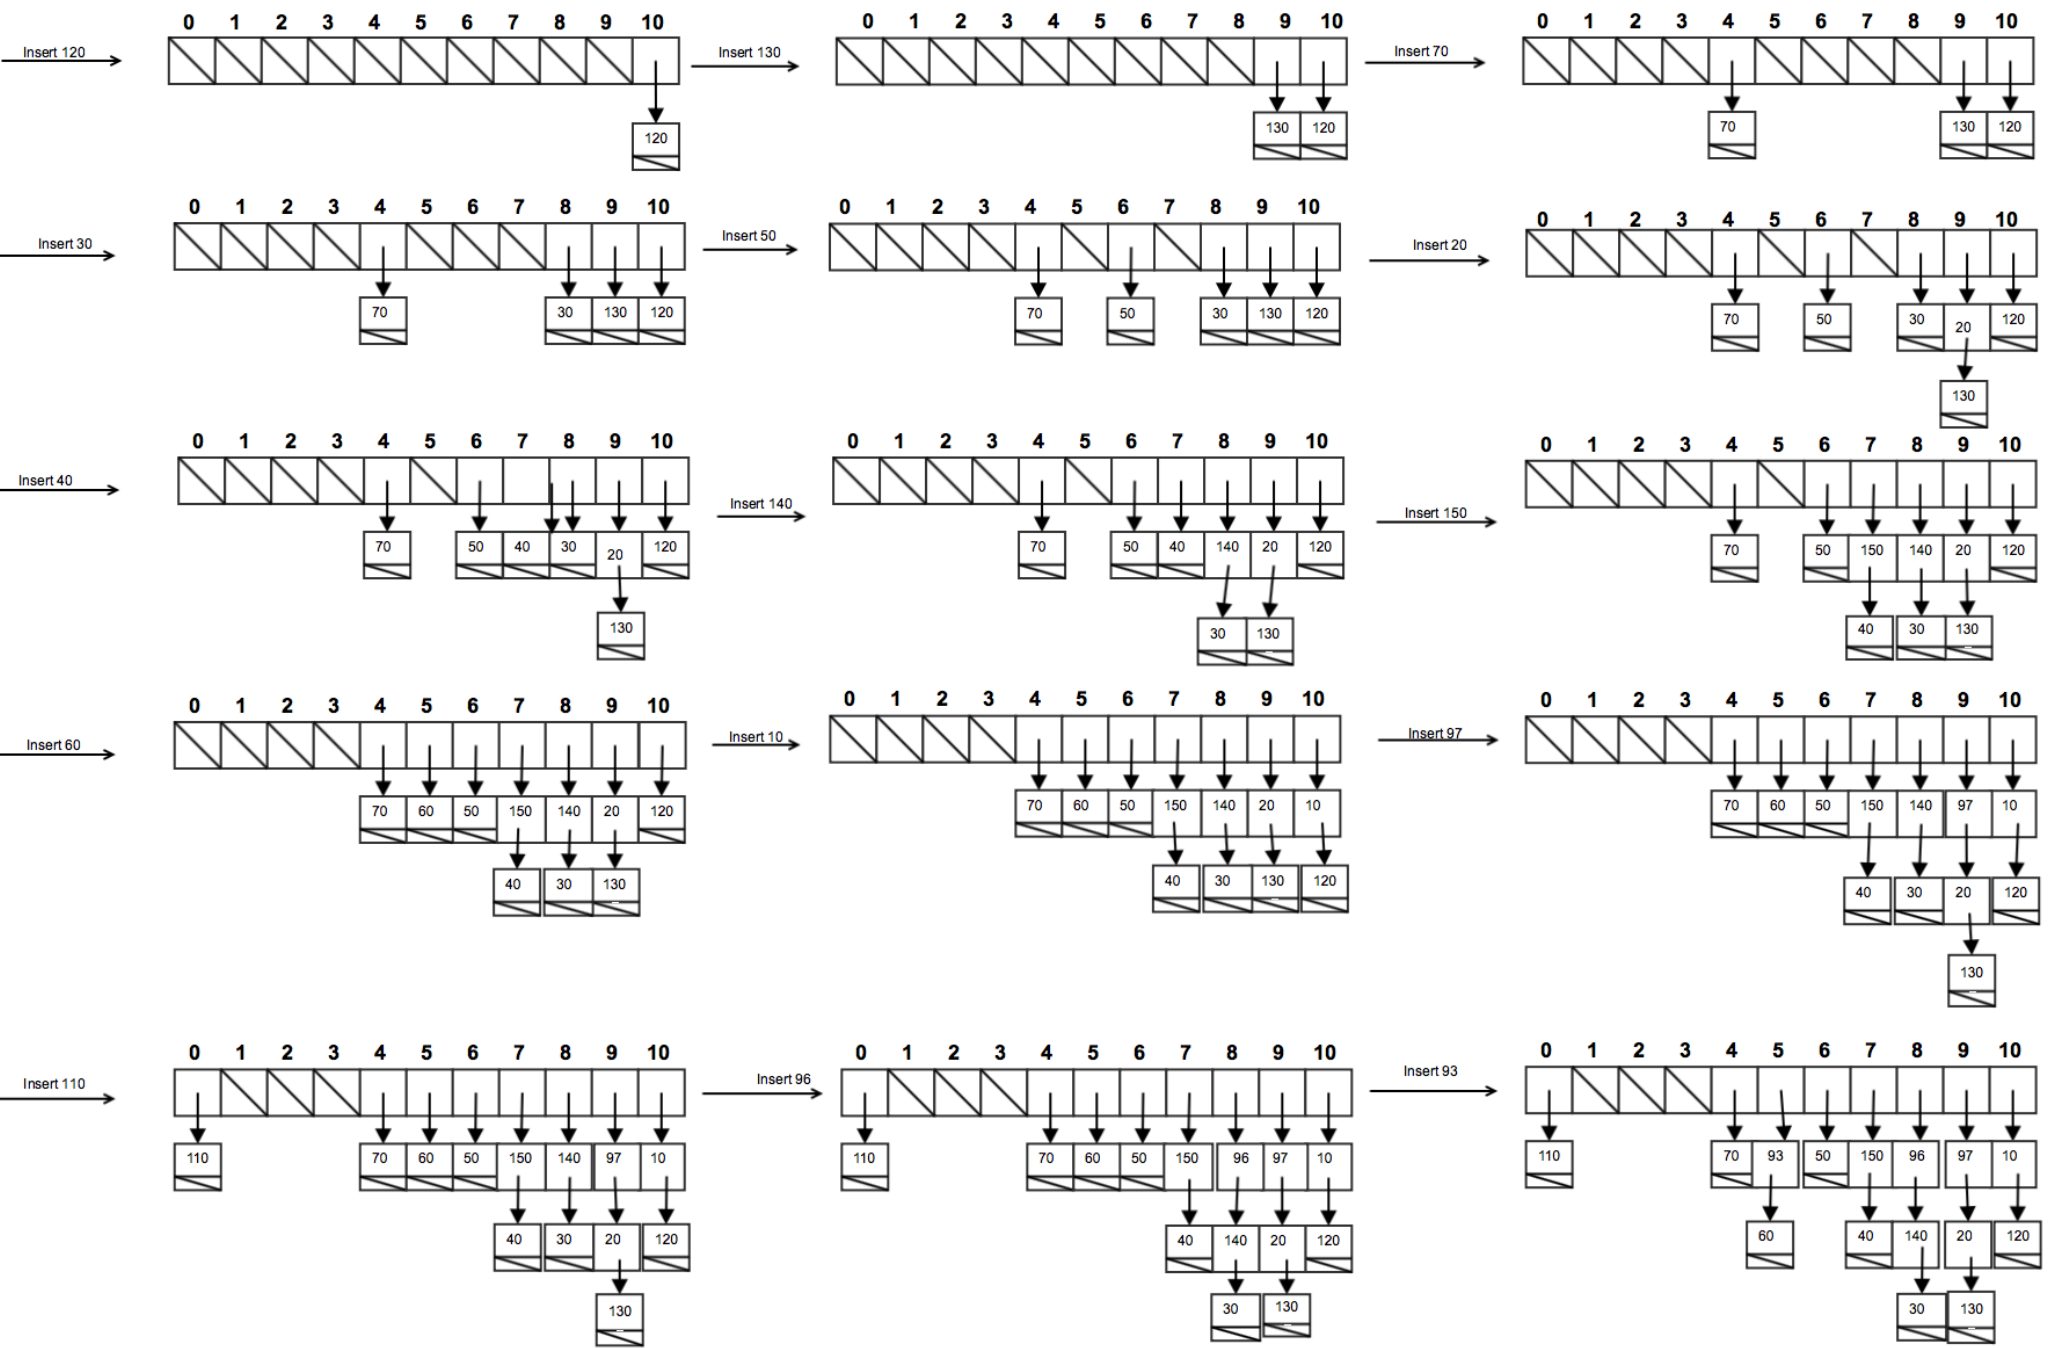 0 1 2 3 4 5 6 7 8 9 10
Insert 120
120
0 1 2 3 4 5 6 7 8 9 10
Insert 130
130 120
0 1 2 3 4 5 6 7 8 9 10
Insert 70
70 130 120
0 1 2 3 4 5 6 7 8 9 10
Insert 30
70 30 130 120
0 1 2 3 4 5 6 7 8 9 10
Insert 50
70 50 30 130 120
0 1 2 3 4 5 6 7 8 9 10
Insert 20
70 50 30 20 120
130
0 1 2 3 4 5 6 7 8 9 10
Insert 40
70 50 40 30 20 120
130
0 1 2 3 4 5 6 7 8 9 10
Insert 140
70 50 40 140 20 120
30 130
0 1 2 3 4 5 6 7 8 9 10
Insert 150
70 50 150 140 20 120
40 30 130
0 1 2 3 4 5 6 7 8 9 10
Insert 60
70 60 50 150 140 20 120
40 30 130
0 1 2 3 4 5 6 7 8 9 10
Insert 10
70 60 50 150 140 20 10
40 30 130 120
0 1 2 3 4 5 6 7 8 9 10
Insert 97
70 60 50 150 140 97 10
40 30 20 120
130
0 1 2 3 4 5 6 7 8 9 10
Insert 110
110 70 60 50 150 140 97 10
40 30 20 120
130
0 1 2 3 4 5 6 7 8 9 10
Insert 96
110 70 60 50 150 96 97 10
40 140 20 120
30 130
0 1 2 3 4 5 6 7 8 9 10
Insert 93
110 70 93 50 150 96 97 10
60 40 140 20 120
30 130